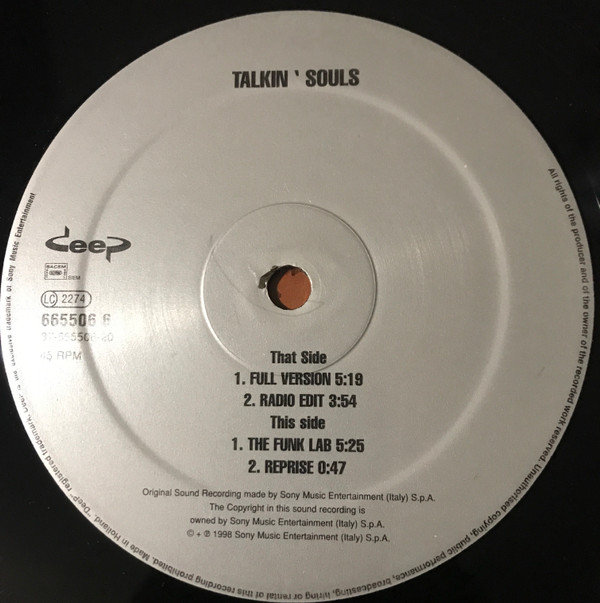 TALKIN ' SOULS
deep
SACEM
LC 2274
665506 6
45 RPM
That Side
1. FULL VERSION 5:19
2. RADIO EDIT 3:54
This side
1. THE FUNK LAB 5:25
2. REPRISE 0:47
Original Sound Recording made by Sony Music Entertainment (Italy) S.p.A.
The Copyright in this sound recording is
owned by Sony Music Entertainment (Italy) S.p.A.
© + ℗ 1998 Sony Music Entertainment (Italy) S.p.A.
All rights of the producer and of the owner of the recorded work reserved. Unauthorised copying, public performance, broadcasting, hiring or rental of this recording prohibited. Made in Holland. "DeeP" registered trademark. trademark of Sony Music Entertainment